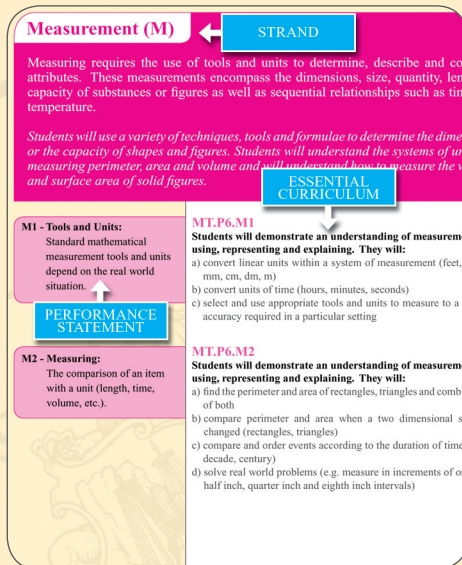 Measurement (M)
STRAND
Measuring requires the use of tools and units to determine, describe and
attributes. These measurements encompass the dimensions, size, quantity,
capacity of substances or figures as well as sequential relationships such as
temperature.
Students will use a variety of techniques, tools and formulae to determine the
or the capacity of shapes and figures. Students will understand the systems of
measuring perimeter, area and volume and will understand how to measure the
and surface area of solid figures.
ESSENTIAL
CURRICULUM
M1 - Tools and Units:
Standard mathematical
measurement tools and units
depend on the real world
situation.
PERFORMANCE
STATEMENT
MT.P6.M1
Students will demonstrate an understanding of
using, representing and explaining. They will:
a) convert linear units within a system of measurement (feet,
mm, cm, dm, m)
b) convert units of time (hours, minutes, seconds)
c) select and use appropriate tools and units to measure to a
accuracy required in a particular setting
M2 - Measuring:
The comparison of an item
with a unit (length, time,
volume, etc.).
MT.P6.M2
Students will demonstrate an understanding of
using, representing and explaining. They will:
a) find the perimeter and area of rectangles, triangles and
of both
b) compare perimeter and area when a two dimensional
changed (rectangles, triangles)
c) compare and order events according to the duration of time
decade, century)
d) solve real world problems (e.g. measure in increments of
half inch, quarter inch and eighth inch intervals)